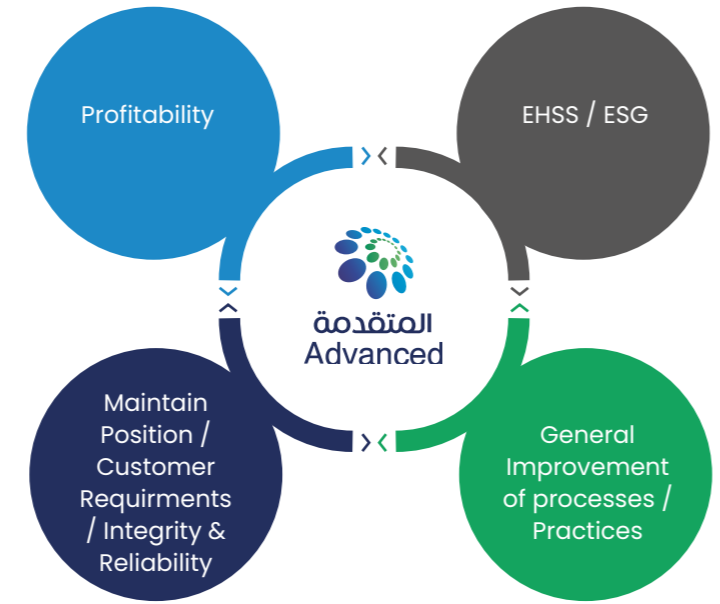 Profitability
EHSS / ESG
المتقدمة
Advanced
Maintain
Position /
Customer
Requirments
/ Integrity &
Reliability
General
Improvement
of processes /
Practices